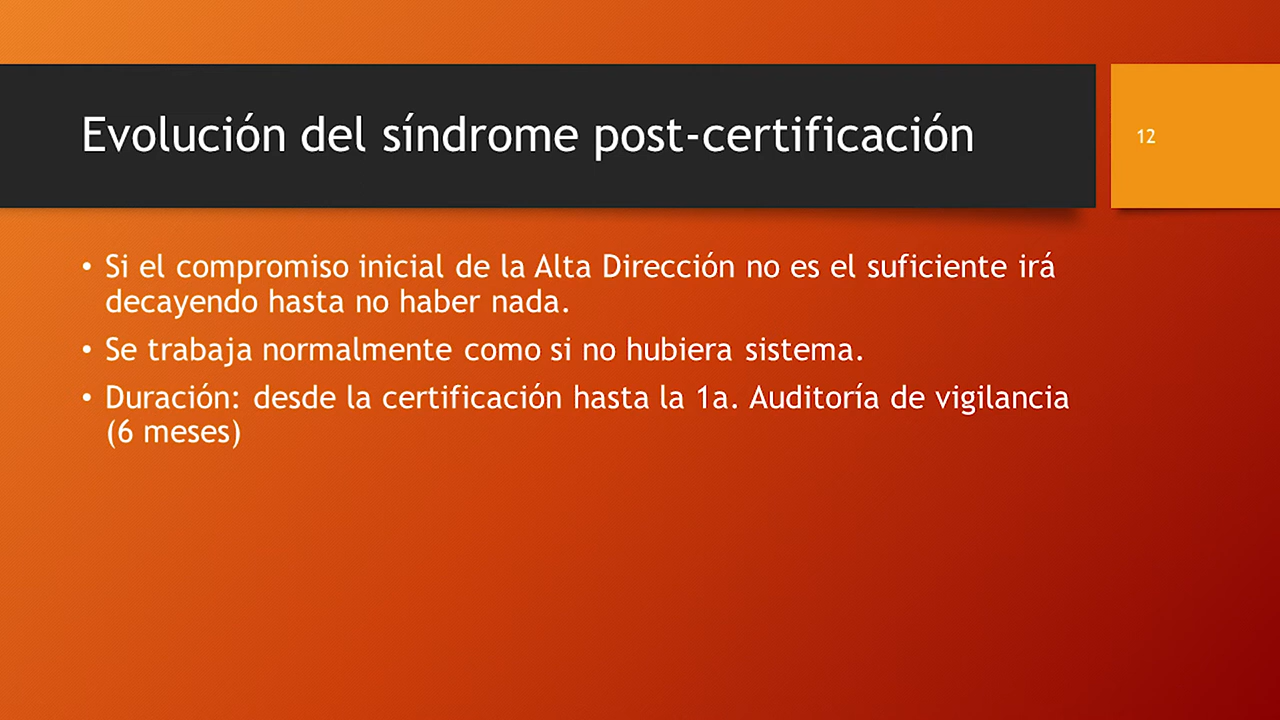 Evolución del síndrome post-certificación
12
• Si el compromiso inicial de la Alta Dirección no es el suficiente irá
decayendo hasta no haber nada.
• Se trabaja normalmente como si no hubiera sistema.
• Duración: desde la certificación hasta la 1a. Auditoría de vigilancia
(6 meses)